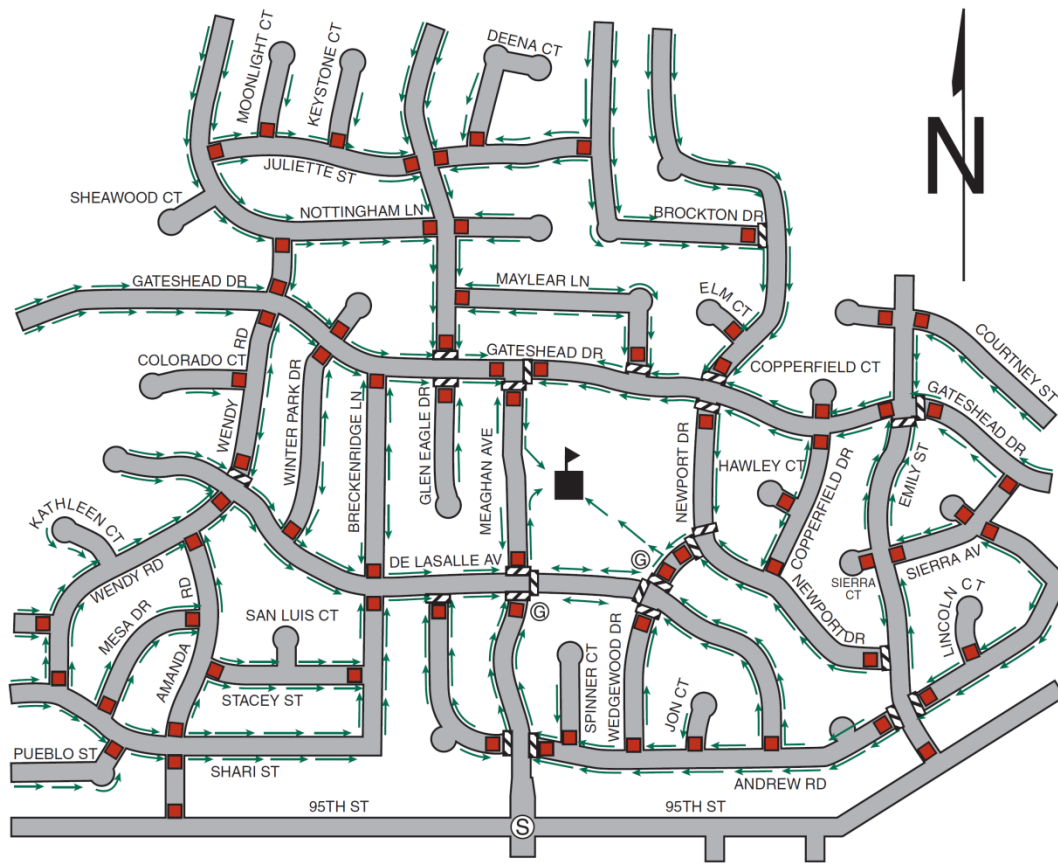 MOONLIGHT CT
KEYSTONE CT
DEENA CT
JULIETTE ST
N
SHEAWOOD CT
NOTTINGHAM LN
BROCKTON DR
GATESHEAD DR
MAYLEAR LN
ELM CT
COURTNEY ST
COLORADO CT
WENDY RD
WINTER PARK DR
BRECKENRIDGE LN
GLEN EAGLE DR
GATESHEAD DR
MEAGHAN AVE
COPPERFIELD CT
GATESHEAD DR
NEWPORT DR
HAWLEY CT
COPPERFIELD DR
EMILY ST
KATHLEEN CT
WENDY RD
DE LASALLE AV
G
G
NEWPORT DR
SIERRA
CT
SIERRA AV
LINCOLN CT
MESA DR
AMANDA RD
SAN LUIS CT
STACEY ST
SPINNER CT
WEDGEWOOD DR
JON CT
PUEBLO ST
SHARI ST
ANDREW RD
95TH ST
S
95TH ST